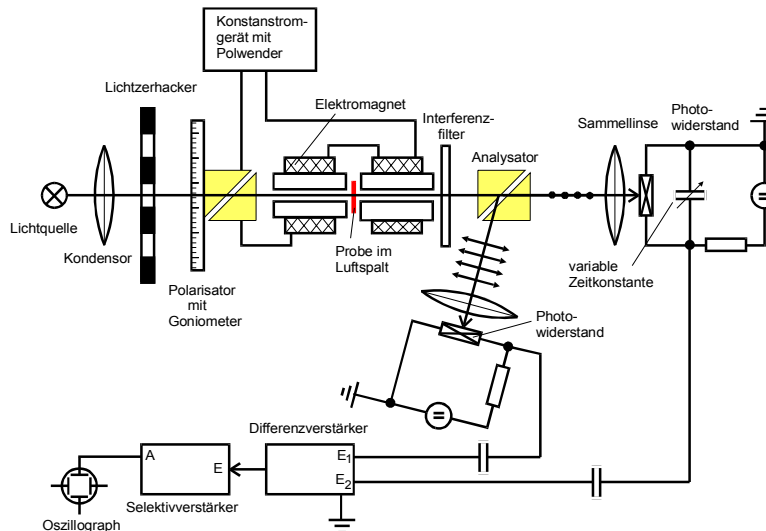 Konstanstrom-
gerät mit
Polwender
Lichtzerhacker
Elektromagnet
Interferenz-
filter
Analysator
Sammellinse
Photo-
widerstand
Lichtquelle
Kondensor
Polarisator
mit
Goniometer
Probe im
Luftspalt
variable
Zeitkonstante
Photo-
widerstand
Differenzverstärker
E1
E2
A
E
Selektivverstärker
Oszillograph